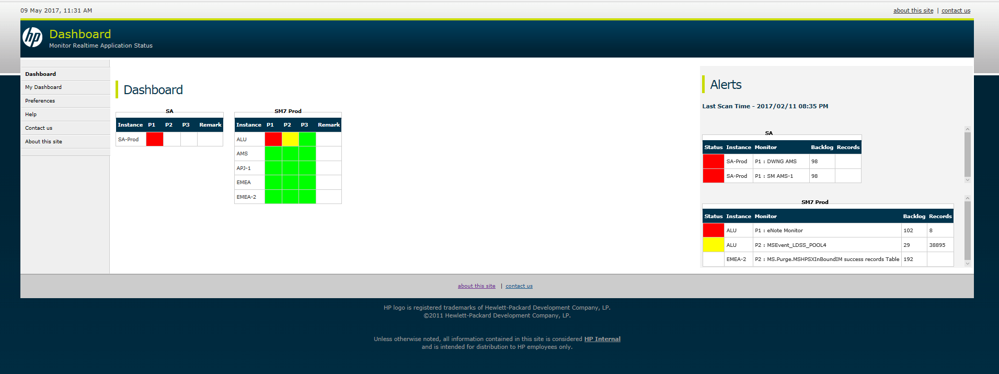 09 May 2017, 11:31 AM
about this site | contact us
hp
Dashboard
Monitor Realtime Application Status
Dashboard
My Dashboard
Preferences
Help
Contact us
About this site
Dashboard
SA
Instance P1 P2 P3 Remark
SA-Prod
SM7 Prod
Instance P1 P2 P3 Remark
ALU
AMS
APJ-1
EMEA
EMEA-2
Alerts
Last Scan Time - 2017/02/11 08:35 PM
SA
Status Instance Monitor Backlog Records
SA-Prod P1 : DWNG AMS 98
SA-Prod P1 : SM AMS-1 98
SM7 Prod
Status Instance Monitor Backlog Records
ALU P1 : eNote Monitor 102 8
ALU P2 : MSEvent_LDSS_POOL4 29 38895
EMEA-2 P2 : MS.Purge.MSHPSXInBoundIM success records Table 192
about this site | contact us
HP logo is registered trademarks of Hewlett-Packard Development Company, LP.
©2011 Hewlett-Packard Development Company, LP.
Unless otherwise noted, all information contained in this site is considered HP Internal
and is intended for distribution to HP employees only.